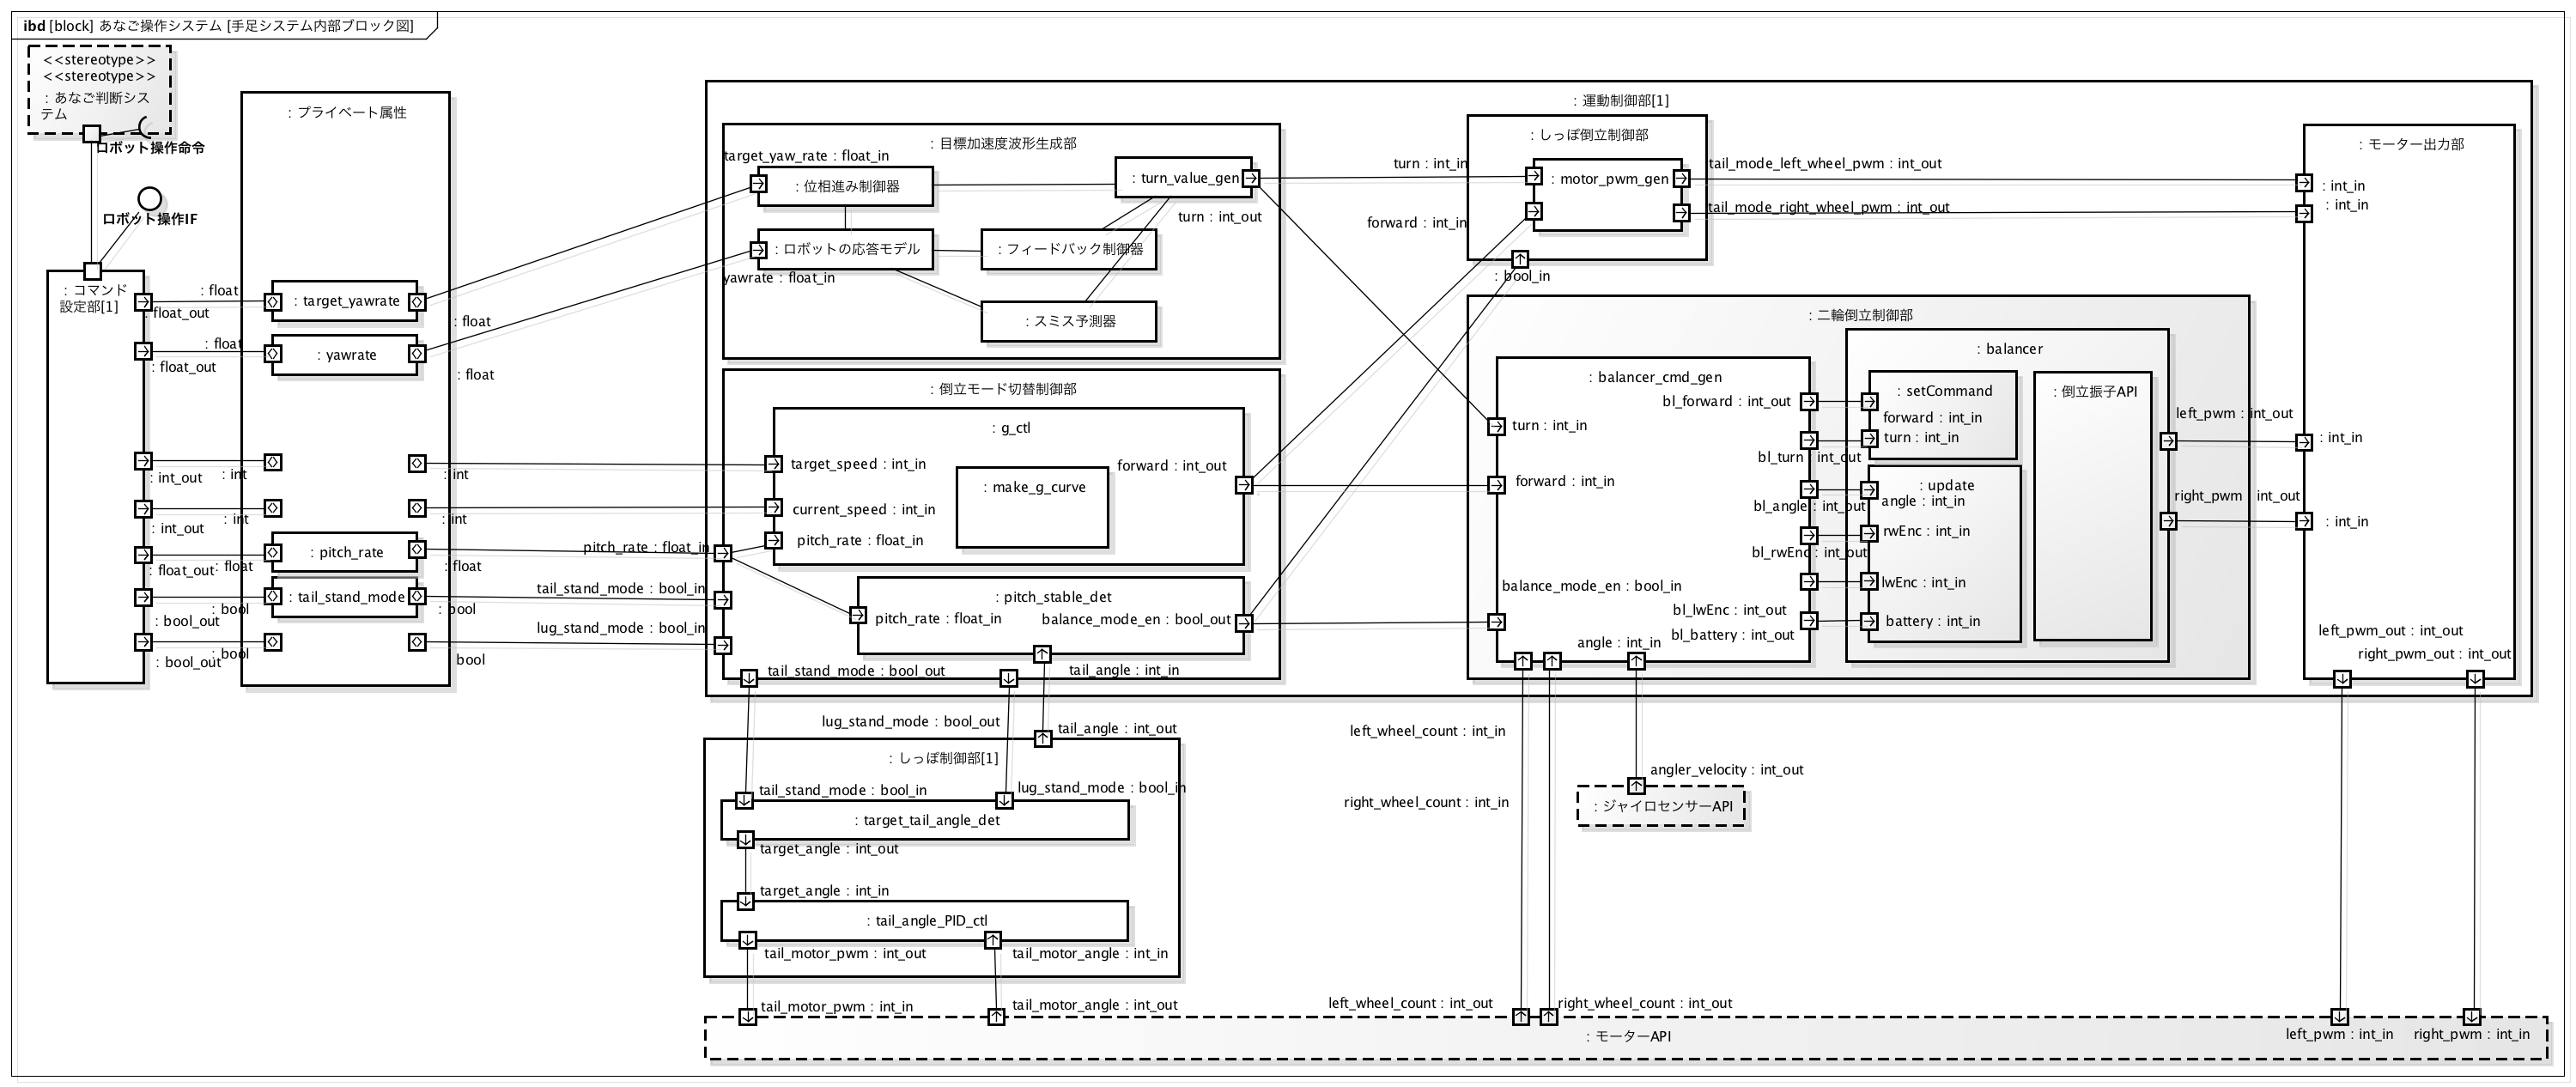 ibd [block] あなご操作システム [手足システム内部ブロック図]
<<stereotype>>
<<stereotype>>
: あなご判断シス
テム
ロボット操作命令
ロボット操作IF
: コマンド
設定部[1]
: float
: float_out
: float
: float_out
: int_out
: int
: int_out
: int
: float_out
: float
: bool_out
: bool
: bool_out
: bool
: プライベート属性
: target_yawrate
: yawrate
: pitch_rate
: tail_stand_mode
: float
: float
: int
: int
: float
: bool
bool
: 運動制御部[1]
: 目標加速度波形生成部
target_yaw_rate : float_in
: 位相進み制御器
: turn_value_gen
turn : int_out
: ロボットの応答モデル
yawrate : float_in
: フィードバック制御器
: スミス予測器
: 倒立モード切替制御部
: g_ctl
target_speed : int_in
current_speed : int_in
pitch_rate : float_in
: make_g_curve
forward : int_out
pitch_rate : float_in
tail_stand_mode : bool_in
lug_stand_mode : bool_in
: pitch_stable_det
pitch_rate : float_in
balance_mode_en : bool_out
tail_angle : int_in
tail_stand_mode : bool_out
lug_stand_mode : bool_out
: しっぽ倒立制御部
turn : int_in
forward : int_in
: motor_pwm_gen
: bool_in
tail_mode_left_wheel_pwm : int_out
tail_mode_right_wheel_pwm : int_out
: 二輪倒立制御部
: balancer_cmd_gen
turn : int_in
forward : int_in
balance_mode_en : bool_in
angle : int_in
bl_forward : int_out
bl_turn : int_out
bl_angle : int_out
bl_rwEnc : int_out
bl_lwEnc : int_out
bl_battery : int_out
: balancer
: setCommand
forward : int_in
turn : int_in
: update
angle : int_in
rwEnc : int_in
lwEnc : int_in
battery : int_in
: 倒立振子API
left_pwm : int_out
right_pwm : int_out
: モーター出力部
: int_in
: int_in
: int_in
: int_in
left_pwm_out : int_out
right_pwm_out : int_out
: しっぽ制御部[1]
tail_angle : int_out
tail_stand_mode : bool_in
lug_stand_mode : bool_in
: target_tail_angle_det
target_angle : int_out
target_angle : int_in
: tail_angle_PID_ctl
tail_motor_pwm : int_out
tail_motor_angle : int_in
left_wheel_count : int_in
right_wheel_count : int_in
angler_velocity : int_out
: ジャイロセンサーAPI
tail_motor_pwm : int_in
tail_motor_angle : int_out
left_wheel_count : int_out
right_wheel_count : int_out
: モーターAPI
left_pwm : int_in
right_pwm : int_in